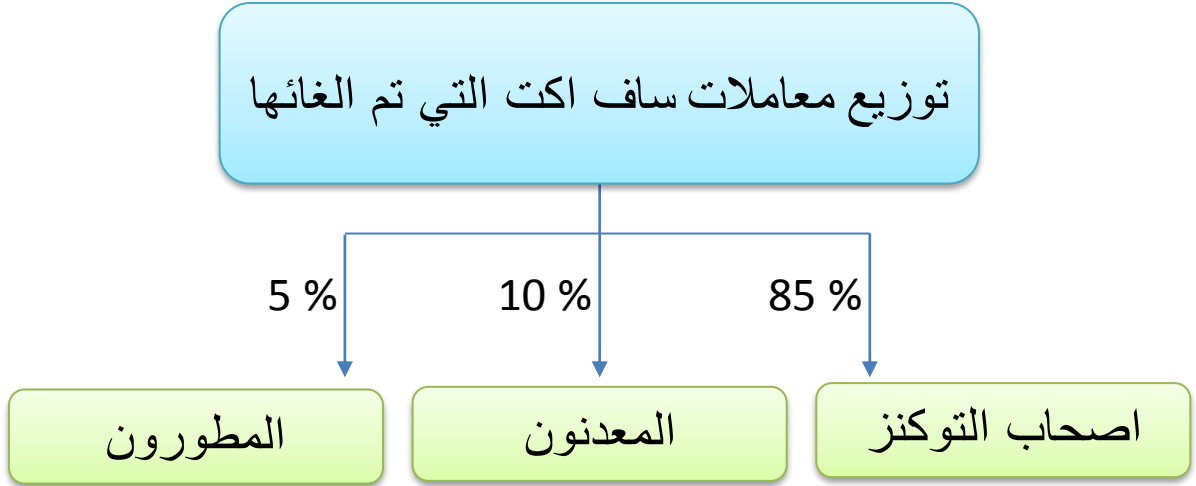 توزيع معاملات ساف اكت التي تم الغائها
85 %
10 %
5 %
اصحاب التوكنز
المعدنون
المطورون